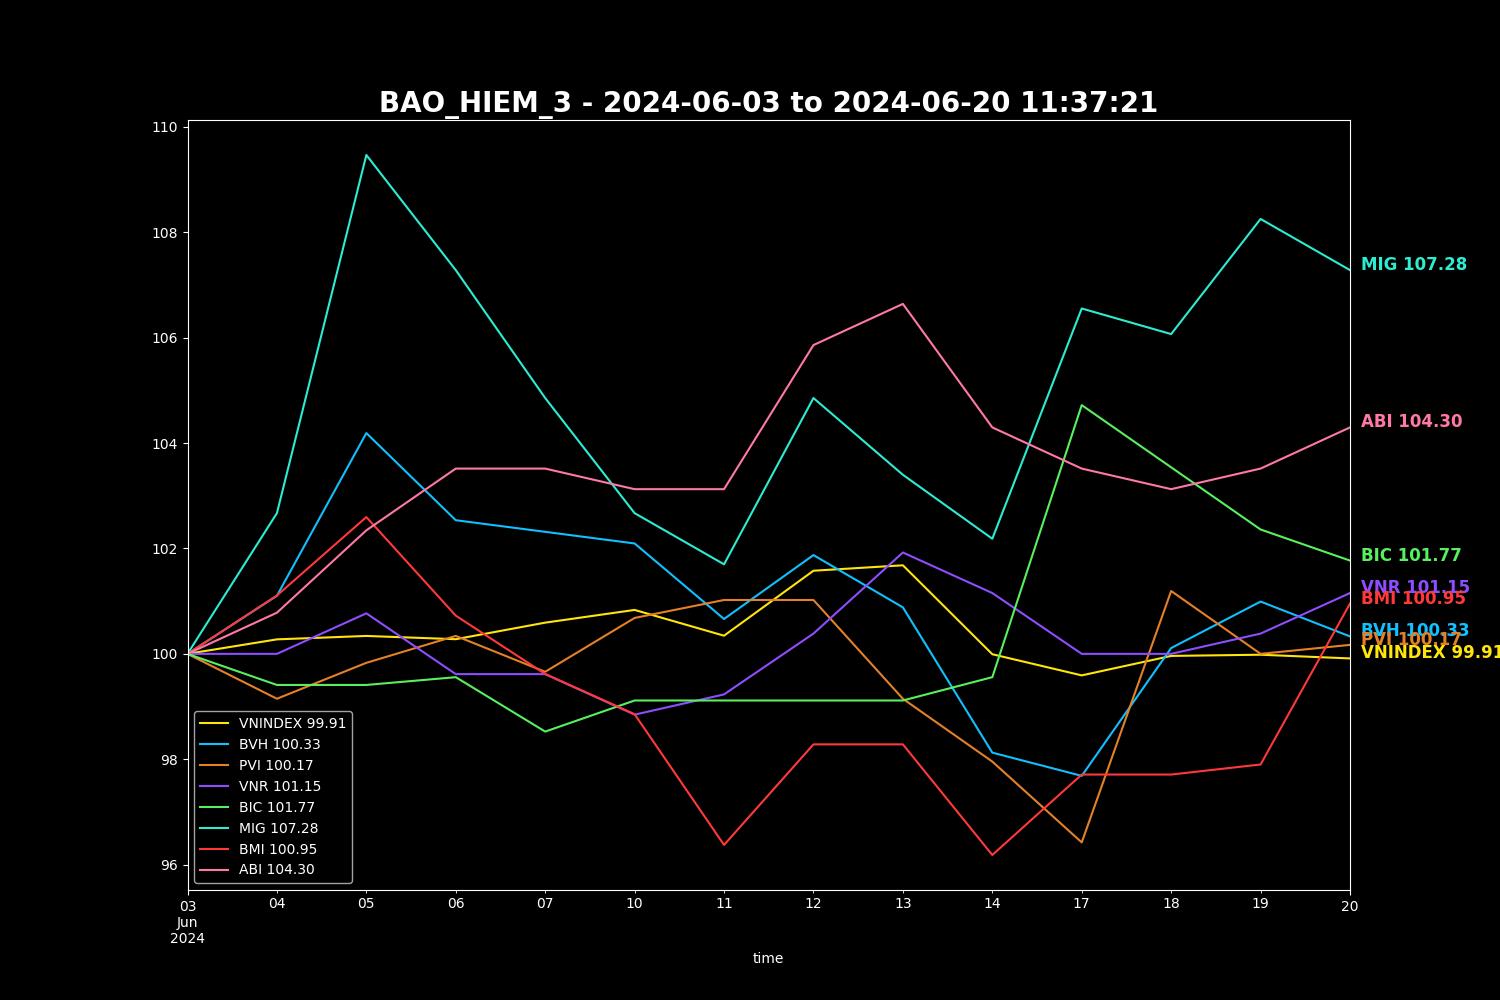 BAO_HIEM_3 - 2024-06-03 to 2024-06-20 11:37:21
110
108
106
104
102
100
98
96
MIG 107.28
ABI 104.30
BIC 101.77
VNR 101.15
BMI 100.95
BVH 100.33
PVI 100.17
VNINDEX 99.91
VNINDEX 99.91
BVH 100.33
PVI 100.17
VNR 101.15
BIC 101.77
MIG 107.28
BMI 100.95
ABI 104.30
03 04 05 06 07 10 11 12 13 14 17 18 19 20
Jun
2024
time